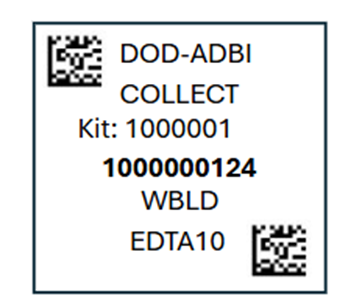 DOD-ADBI
COLLECT
Kit: 1000001
1000000124
WBLD
EDTA10